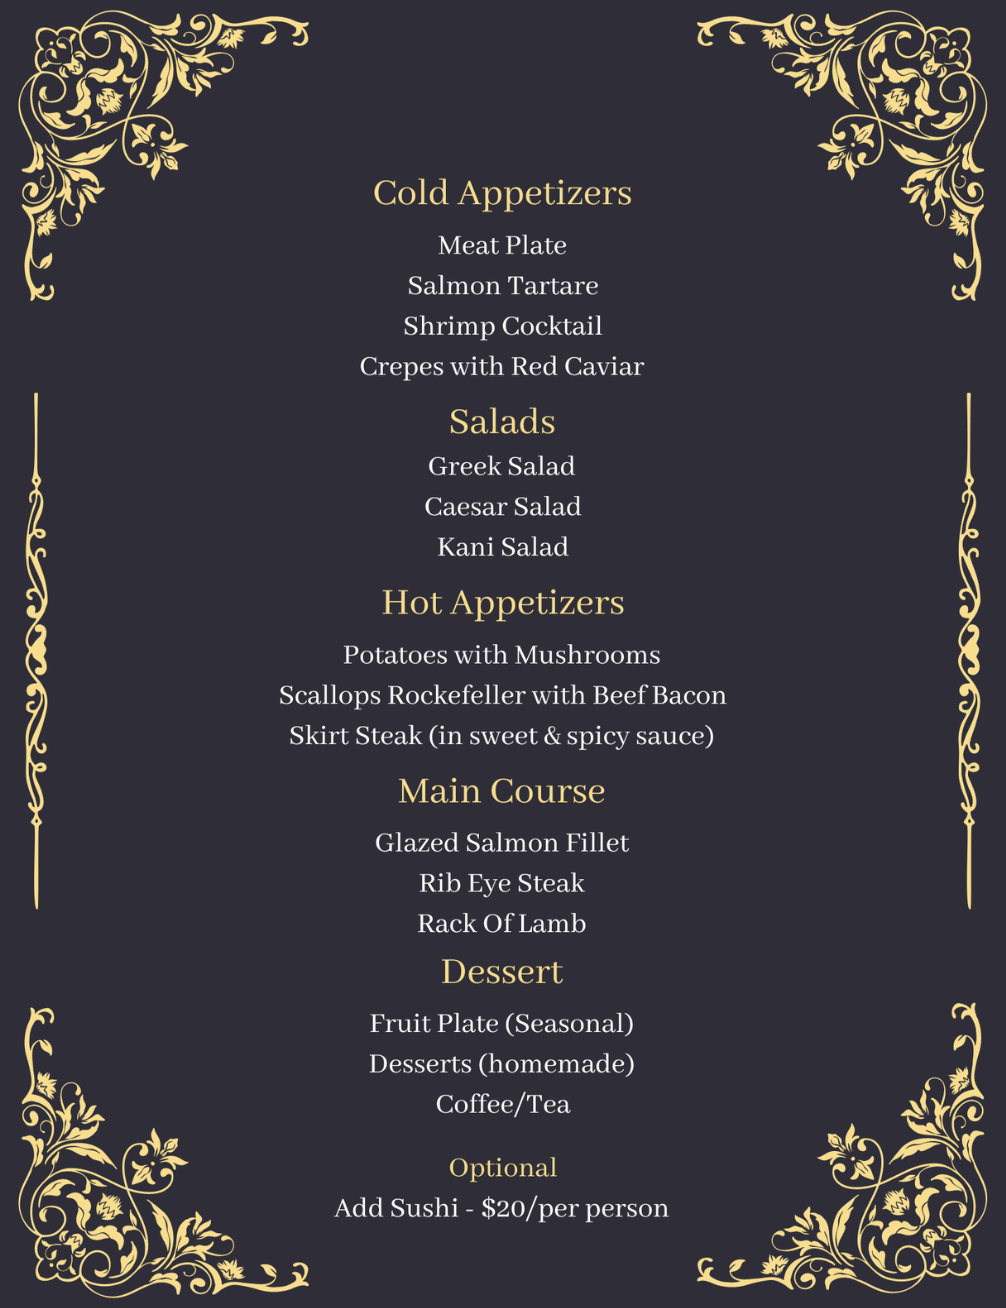 Cold Appetizers
Meat Plate
Salmon Tartare
Shrimp Cocktail
Crepes with Red Caviar
Salads
Greek Salad
Caesar Salad
Kani Salad
Hot Appetizers
Potatoes with Mushrooms
Scallops Rockefeller with Beef Bacon
Skirt Steak (in sweet & spicy sauce)
Main Course
Glazed Salmon Fillet
Rib Eye Steak
Rack Of Lamb
Dessert
Fruit Plate (Seasonal)
Desserts (homemade)
Coffee/Tea
Optional
Add Sushi - $20/per person